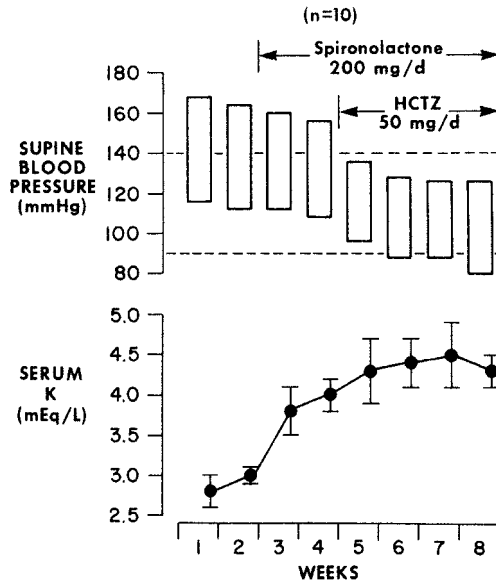 (n=10)
Spironolactone
200 mg/d
HCTZ
50 mg/d
SUPINE
BLOOD
PRESSURE
(mmHg)
180
160
140
120
100
80
SERUM
K
(mEq/L)
5.0
4.5
4.0
3.5
3.0
2.5
1 2 3 4 5 6 7 8
WEEKS